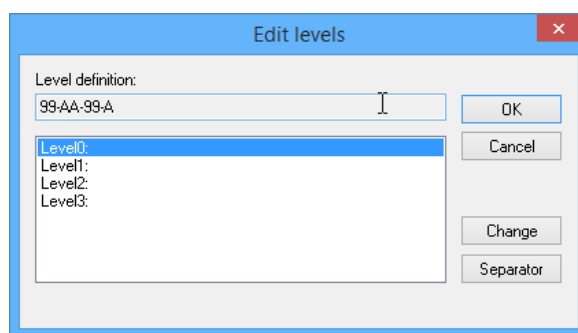 Edit levels
Level definition:
99-AA-99-A
OK
Level0:
Cancel
Level1:
Level2:
Level3:
Change
Separator